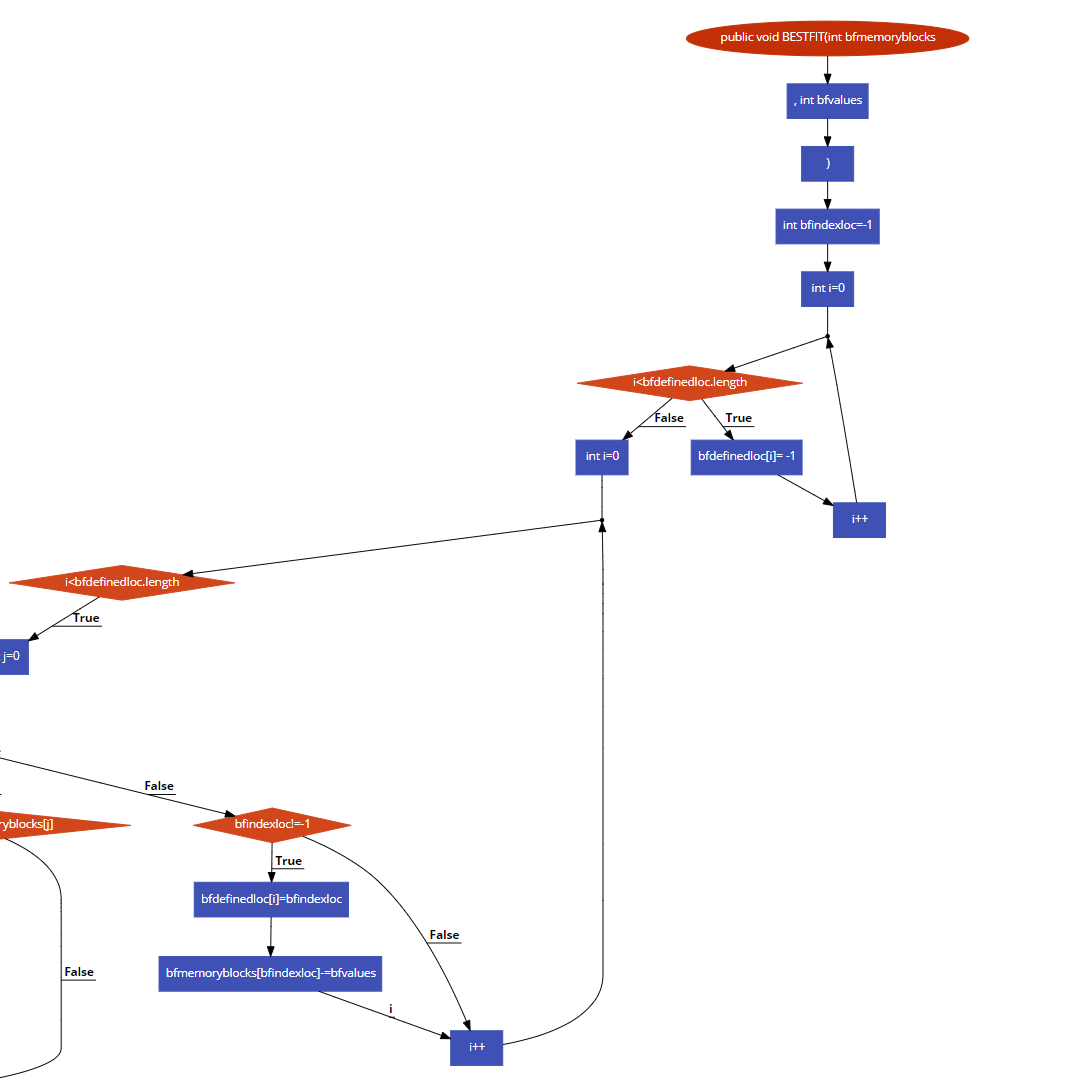 public void BESTFIT(int bfmemoryblocks
, int bfvalues
)
int bfindexloc=-1
int i=0
i<bfdefinedloc.length
False
True
int i=0
bfdefinedloc[i]= -1
i++
i<bfdefinedloc.length
True
j=0
False
ryblocks[j]
bfindexloc!=-1
True
bfdefinedloc[i]=bfindexloc
False
False
bfmemoryblocks[bfindexloc]-=bfvalues
i
i++